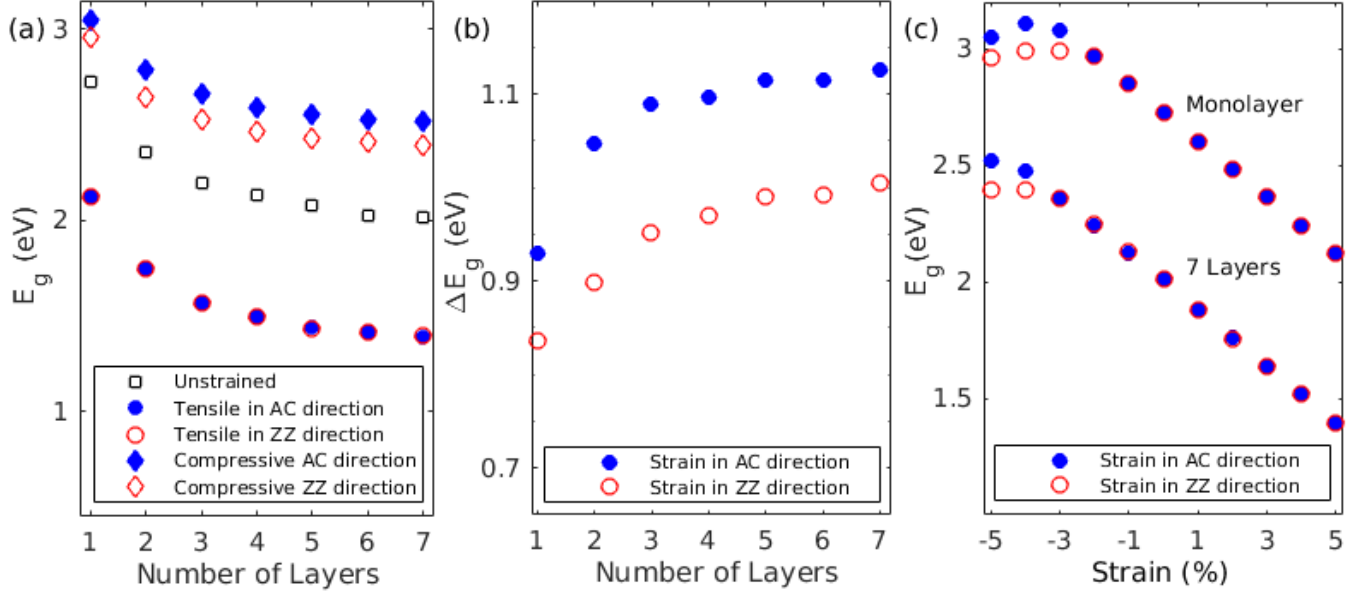 (a)
3
2
1
E_g (eV)
Unstrained
Tensile in AC direction
Tensile in ZZ direction
Compressive AC direction
Compressive ZZ direction
1 2 3 4 5 6 7
Number of Layers
(b)
1.1
0.9
0.7
ΔE_g (eV)
Strain in AC direction
Strain in ZZ direction
1 2 3 4 5 6 7
Number of Layers
(c)
3
2.5
2
1.5
E_g (eV)
Monolayer
7 Layers
Strain in AC direction
Strain in ZZ direction
-5 -3 -1 1 3 5
Strain (%)